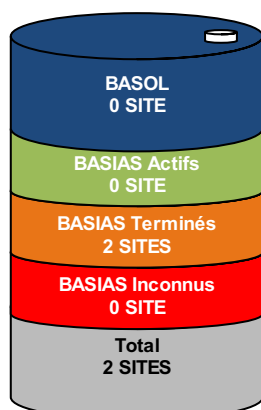 BASOL
0 SITE
BASIAS Actifs
0 SITE
BASIAS Terminés
2 SITES
BASIAS Inconnus
0 SITE
Total
2 SITES